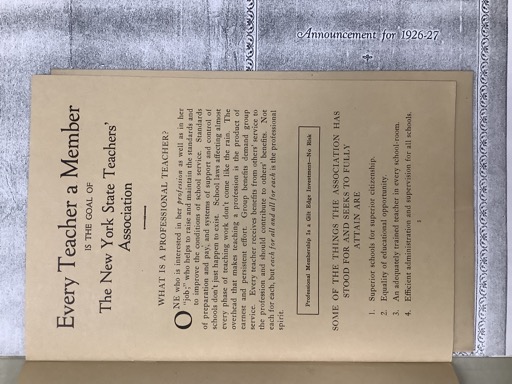 Announcement for 1926-27
Every Teacher a Member
IS THE GOAL OF
The New York State Teachers'
Association
WHAT IS A PROFESSIONAL TEACHER?
ONE who is interested in her profession as well as in her
"job;" who helps to raise and maintain the standards and
to improve the conditions of school service. Standards
of preparation and pay, and systems of support and control of
schools don't just happen to exist. School laws affecting almost
every phase of teaching work don't come like the rain. The
overhead that makes teaching a profession is the product of
earnest and persistent effort. Group benefits demand group
service. Every teacher receives benefits from others' service to
the profession and should contribute to others' benefits. Not
each for each, but each for all and all for each is the professional
spirit.
Professional Membership is a Gilt Edge Investment—No Risk
SOME OF THE THINGS THE ASSOCIATION HAS
STOOD FOR AND SEEKS TO FULLY
ATTAIN ARE
1. Superior schools for superior citizenship.
2. Equality of educational opportunity.
3. An adequately trained teacher in every school-room.
4. Efficient administration and supervision for all schools.